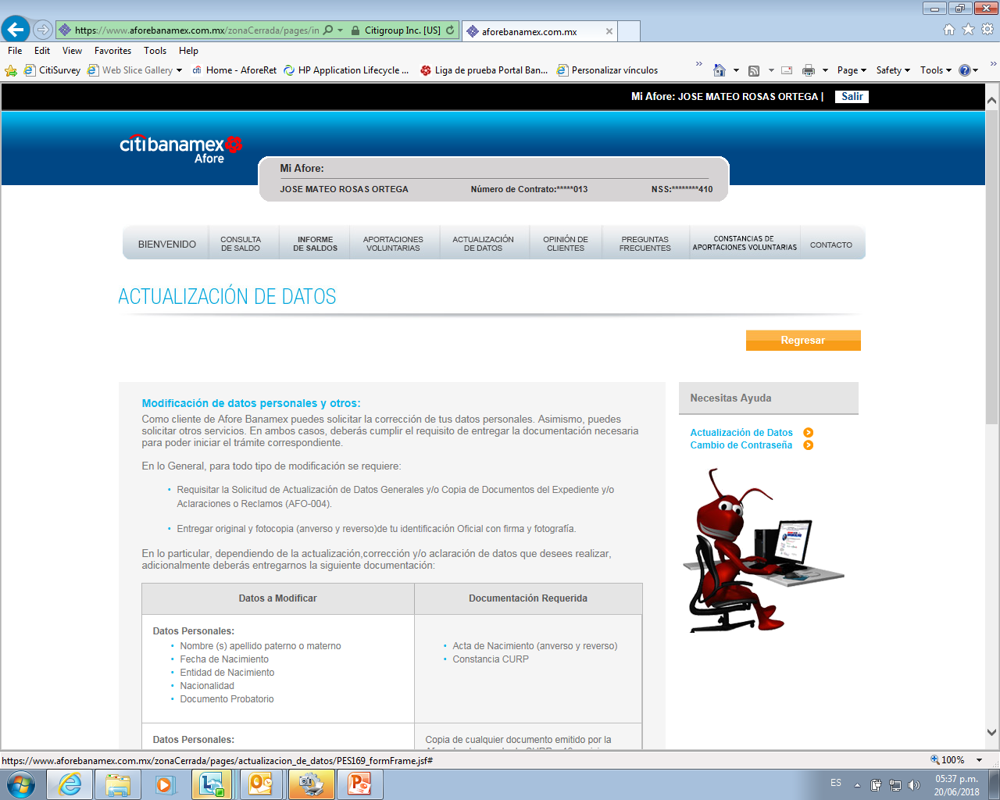 https://www.aforebanamex.com.mx/zonaCerrada/pages/in
Citigroup Inc. [US]
aforebanamex.com.mx
File Edit View Favorites Tools Help
CitiSurvey Web Slice Gallery Home - AforeRet HP Application Lifecycle ... Liga de prueba Portal Ban... Personalizar vínculos
Page Safety Tools
Mi Afore: JOSE MATEO ROSAS ORTEGA | Salir
citibanamex
Afore
Mi Afore:
JOSE MATEO ROSAS ORTEGA Número de Contrato:*****013 NSS:********410
BIENVENIDO
CONSULTA
DE SALDO
INFORME
DE SALDOS
APORTACIONES
VOLUNTARIAS
ACTUALIZACIÓN
DE DATOS
OPINIÓN DE
CLIENTES
PREGUNTAS
FRECUENTES
CONSTANCIAS DE
APORTACIONES VOLUNTARIAS
CONTACTO
ACTUALIZACIÓN DE DATOS
Regresar
Modificación de datos personales y otros:
Como cliente de Afore Banamex puedes solicitar la corrección de tus datos personales. Asimismo, puedes
solicitar otros servicios. En ambos casos, deberás cumplir el requisito de entregar la documentación necesaria
para poder iniciar el trámite correspondiente.
En lo General, para todo tipo de modificación se requiere:
• Requisitar la Solicitud de Actualización de Datos Generales y/o Copia de Documentos del Expediente y/o
Aclaraciones o Reclamos (AFO-004).
• Entregar original y fotocopia (anverso y reverso)de tu identificación Oficial con firma y fotografía.
En lo particular, dependiendo de la actualización,corrección y/o aclaración de datos que desees realizar,
adicionalmente deberás entregarnos la siguiente documentación:
Datos a Modificar Documentación Requerida
Datos Personales:
• Nombre (s) apellido paterno o materno
• Fecha de Nacimiento
• Entidad de Nacimiento
• Nacionalidad
• Documento Probatorio
• Acta de Nacimiento (anverso y reverso)
• Constancia CURP
Datos Personales:
Copia de cualquier documento emitido por la
Necesitas Ayuda
Actualización de Datos
Cambio de Contraseña
https://www.aforebanamex.com.mx/zonaCerrada/pages/actualizacion_de_datos/PES169_formFrame.jsf#
100%
ES
05:37 p.m.
20/06/2018